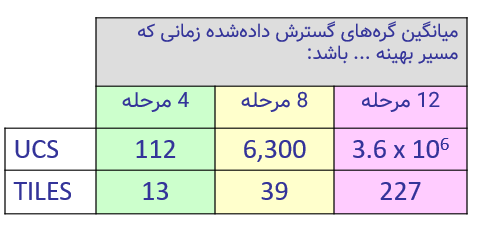 میانگین گره‌های گسترش داده‌شده زمانی که
مسیر بهینه ... باشد:
12 مرحله 8 مرحله 4 مرحله
UCS 112 6,300 3.6 x 10⁶
TILES 13 39 227